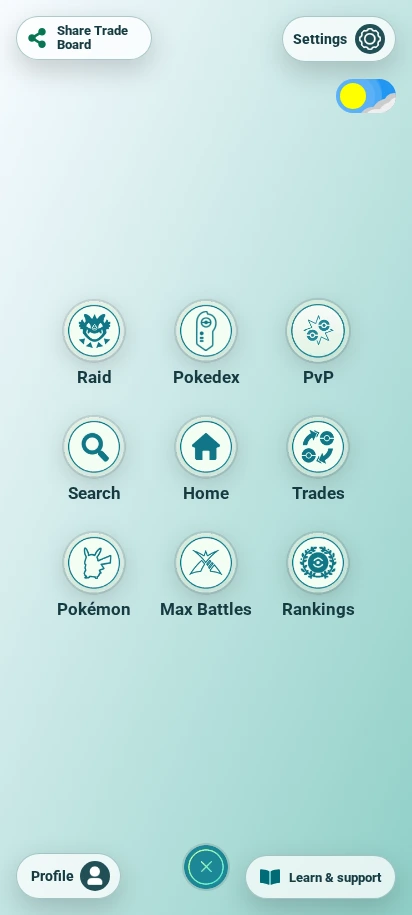 Share Trade
Board
Settings
Raid
Pokedex
PvP
Search
Home
Trades
Pokémon
Max Battles
Rankings
Profile
Learn & support